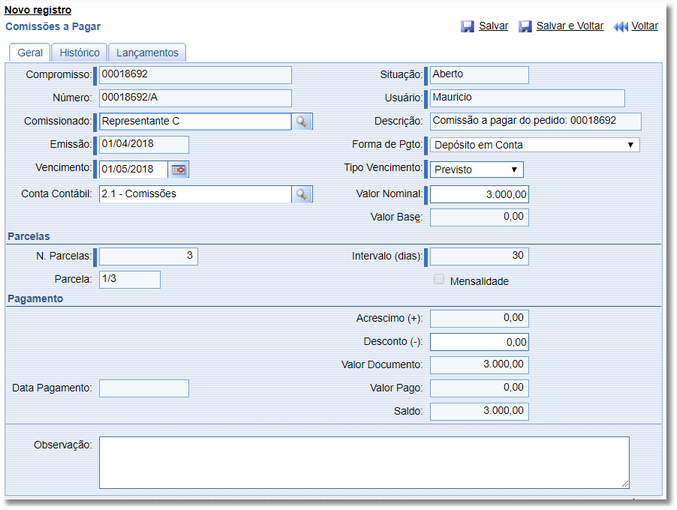 Novo registro
Comissões a Pagar
Salvar Salvar e Voltar Voltar
Geral Histórico Lançamentos
Compromisso: 00018692 Situação: Aberto
Número: 00018692/A Usuário: Mauricio
Comissionado: Representante C Descrição: Comissão a pagar do pedido: 00018692
Emissão: 01/04/2018 Forma de Pgto: Depósito em Conta
Vencimento: 01/05/2018 Tipo Vencimento: Previsto
Conta Contábil: 2.1 - Comissões Valor Nominal: 3.000,00
Valor Base: 0,00
Parcelas
N. Parcelas: 3 Intervalo (dias): 30
Parcela: 1/3 Mensalidade
Pagamento
Acrescimo (+): 0,00
Desconto (-): 0,00
Valor Documento: 3.000,00
Data Pagamento: Valor Pago: 0,00
Saldo: 3.000,00
Observação: